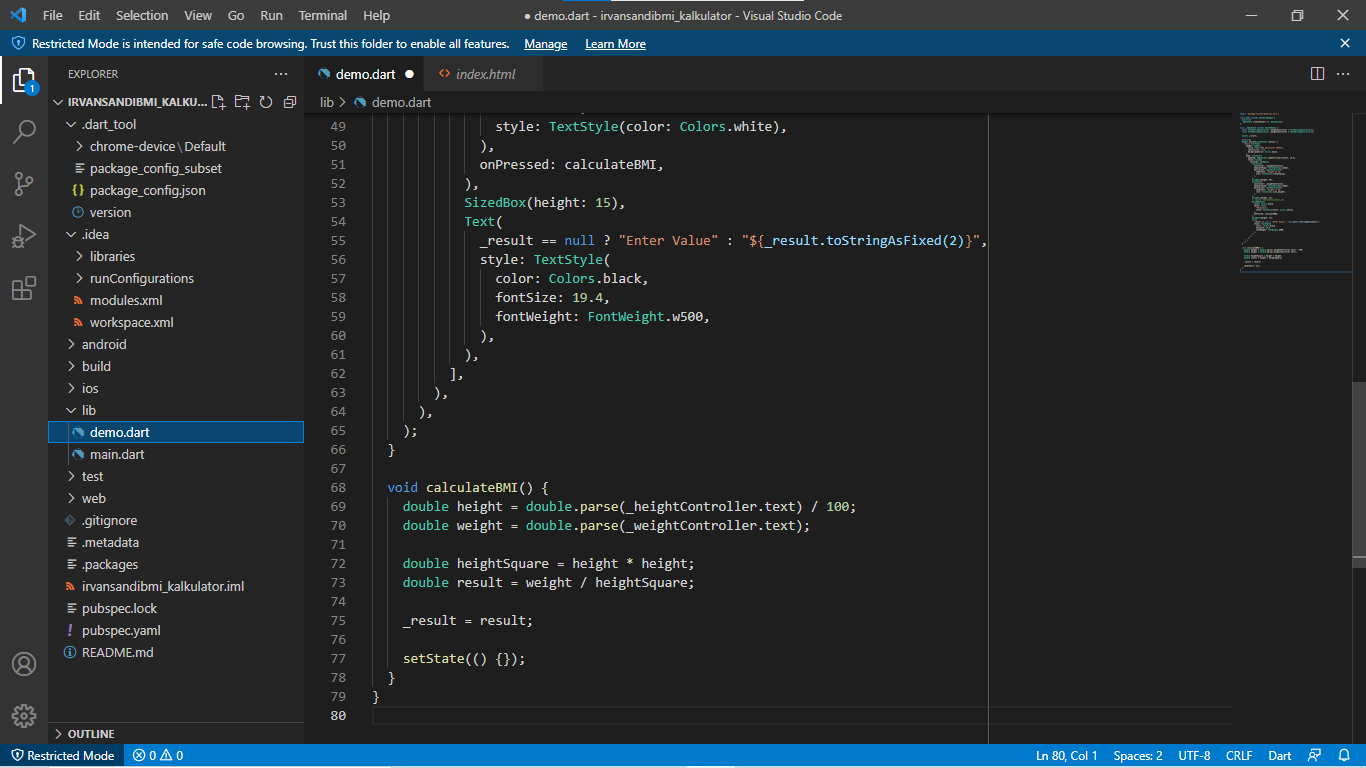 File Edit Selection View Go Run Terminal Help
● demo.dart - irvansandibmi_kalkulator - Visual Studio Code
Restricted Mode is intended for safe code browsing. Trust this folder to enable all features. Manage Learn More
EXPLORER
IRVANSANDIBMI_KALKU...
.dart_tool
chrome-device\Default
package_config_subset
package_config.json
version
.idea
libraries
runConfigurations
modules.xml
workspace.xml
android
build
ios
lib
demo.dart
main.dart
test
web
.gitignore
.metadata
.packages
irvansandibmi_kalkulator.iml
pubspec.lock
pubspec.yaml
README.md
OUTLINE
1
demo.dart
index.html
lib > demo.dart
49 style: TextStyle(color: Colors.white),
50 ),
51 onPressed: calculateBMI,
52 ),
53 SizedBox(height: 15),
54 Text(
55 _result == null ? "Enter Value" : "${_result.toStringAsFixed(2)}",
56 style: TextStyle(
57 color: Colors.black,
58 fontSize: 19.4,
59 fontWeight: FontWeight.w500,
60 ),
61 ),
62 ],
63 ),
64 ),
65 );
66 }
67
68 void calculateBMI() {
69 double height = double.parse(_heightController.text) / 100;
70 double weight = double.parse(_weightController.text);
71
72 double heightSquare = height * height;
73 double result = weight / heightSquare;
74
75 _result = result;
76
77 setState(() {});
78 }
79 }
80
Restricted Mode 0 0 Ln 80, Col 1 Spaces: 2 UTF-8 CRLF Dart